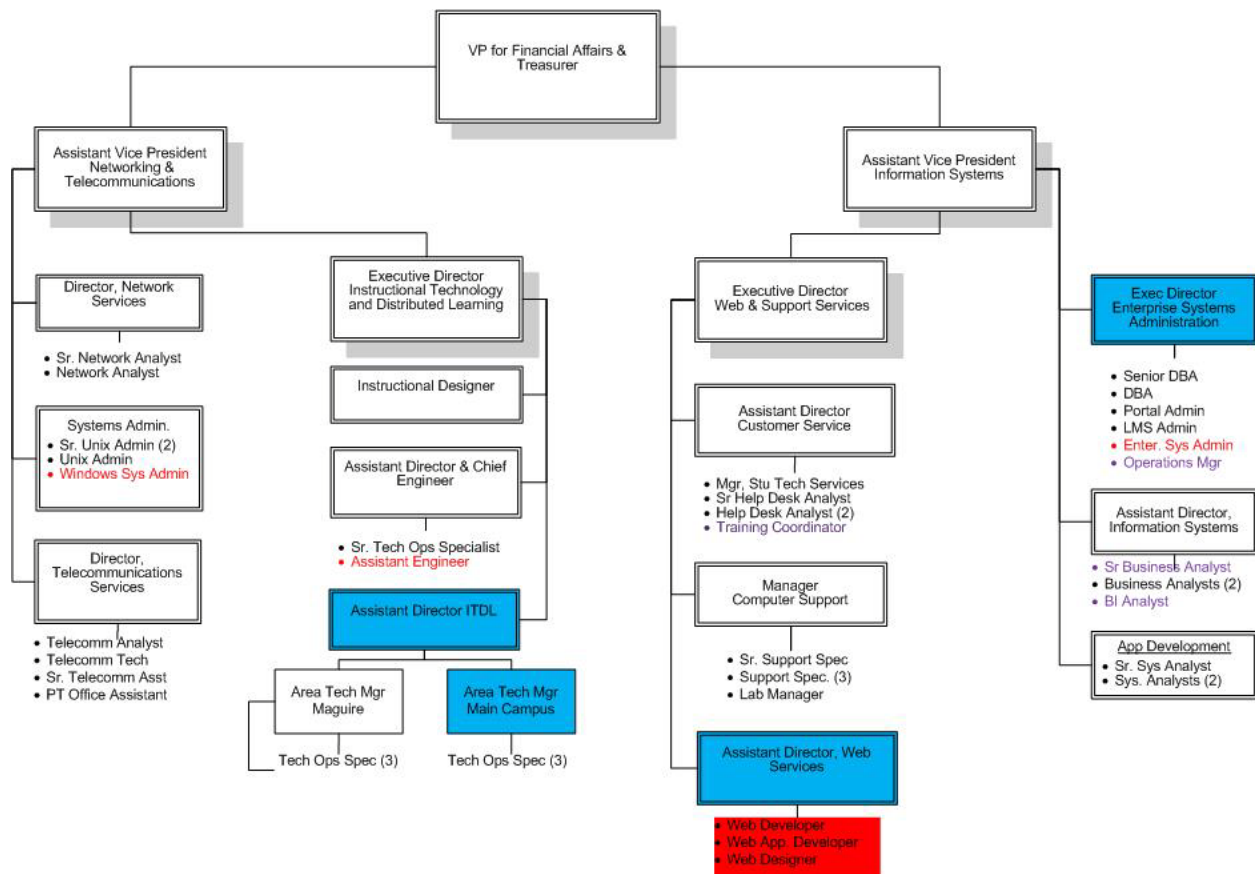 VP for Financial Affairs &
Treasurer
Assistant Vice President
Networking &
Telecommunications
Assistant Vice President
Information Systems
Director, Network
Services
• Sr. Network Analyst
• Network Analyst
Systems Admin.
• Sr. Unix Admin (2)
• Unix Admin
• Windows Sys Admin
Director,
Telecommunications
Services
• Telecomm Analyst
• Telecomm Tech
• Sr. Telecomm Asst
• PT Office Assistant
Executive Director
Instructional Technology
and Distributed Learning
Instructional Designer
Assistant Director & Chief
Engineer
• Sr. Tech Ops Specialist
• Assistant Engineer
Assistant Director ITDL
Area Tech Mgr
Maguire
Tech Ops Spec (3)
Area Tech Mgr
Main Campus
Tech Ops Spec (3)
Executive Director
Web & Support Services
Assistant Director
Customer Service
• Mgr, Stu Tech Services
• Sr Help Desk Analyst
• Help Desk Analyst (2)
• Training Coordinator
Manager
Computer Support
• Sr. Support Spec
• Support Spec. (3)
• Lab Manager
Assistant Director, Web
Services
• Web Developer
• Web App. Developer
• Web Designer
Exec Director
Enterprise Systems
Administration
• Senior DBA
• DBA
• Portal Admin
• LMS Admin
• Enter. Sys Admin
• Operations Mgr
Assistant Director,
Information Systems
• Sr Business Analyst
• Business Analysts (2)
• BI Analyst
App Development
• Sr. Sys Analyst
• Sys. Analysts (2)